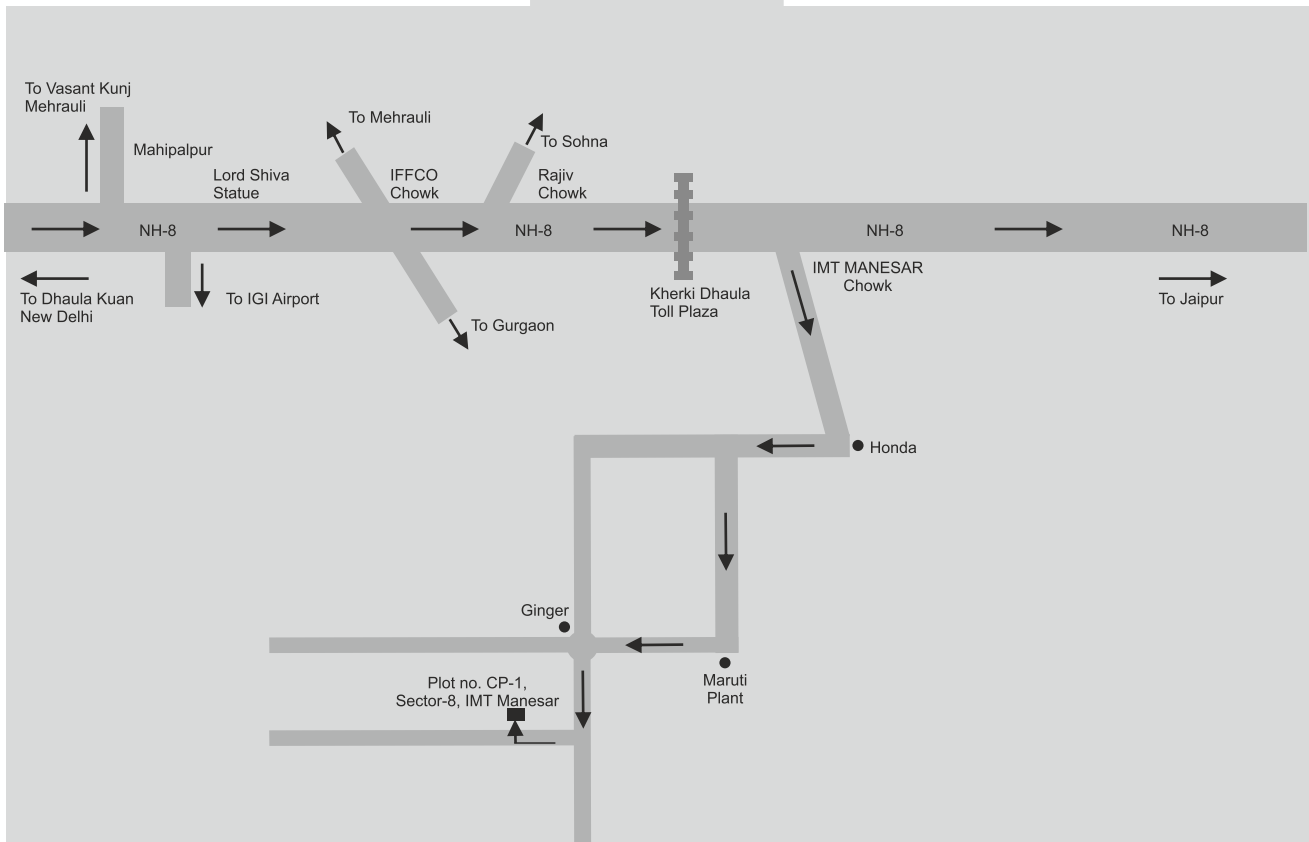 To Vasant Kunj
Mehrauli
Mahipalpur
Lord Shiva
Statue
To Mehrauli
IFFCO
Chowk
To Sohna
Rajiv
Chowk
NH-8
NH-8
NH-8
NH-8
To Dhaula Kuan
New Delhi
To IGI Airport
To Gurgaon
Kherki Dhaula
Toll Plaza
IMT MANESAR
Chowk
To Jaipur
Honda
Ginger
Maruti
Plant
Plot no. CP-1,
Sector-8, IMT Manesar